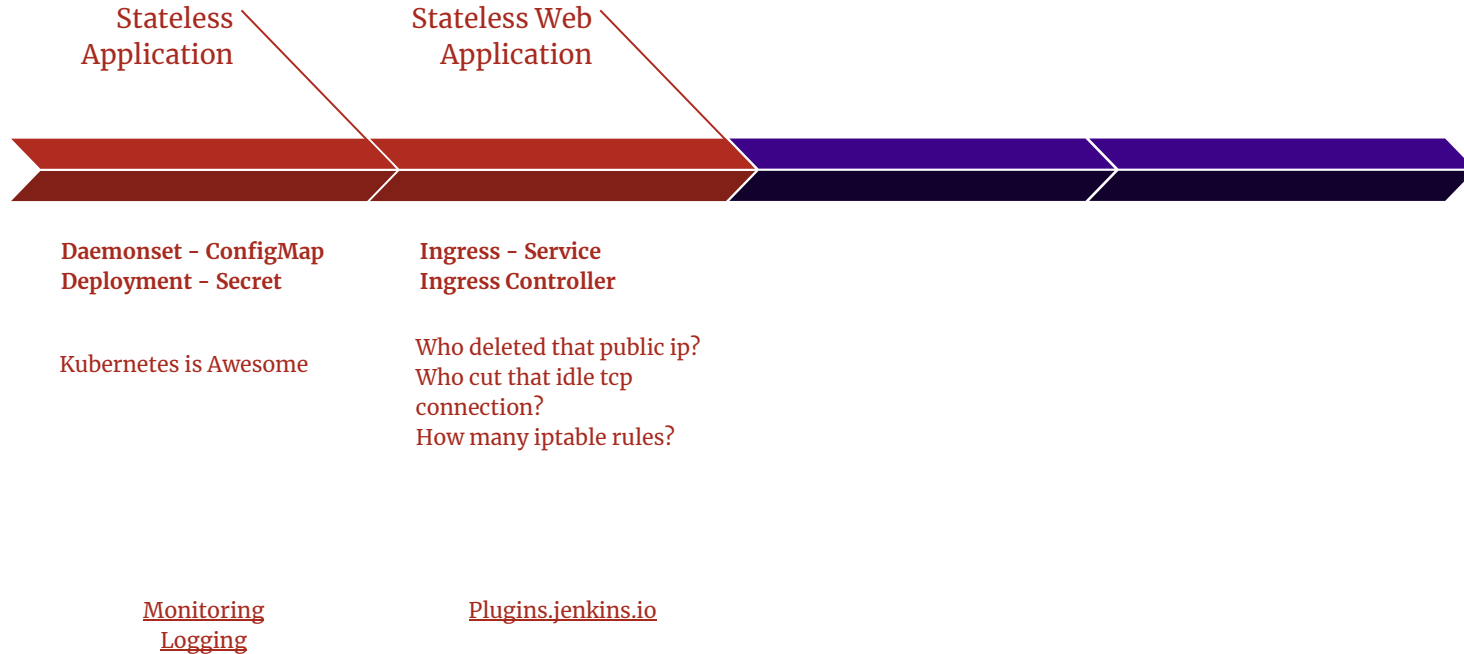 Stateless
Application
Stateless Web
Application
Daemonset - ConfigMap
Deployment - Secret
Ingress - Service
Ingress Controller
Kubernetes is Awesome
Who deleted that public ip?
Who cut that idle tcp
connection?
How many iptable rules?
Monitoring
Logging
Plugins.jenkins.io